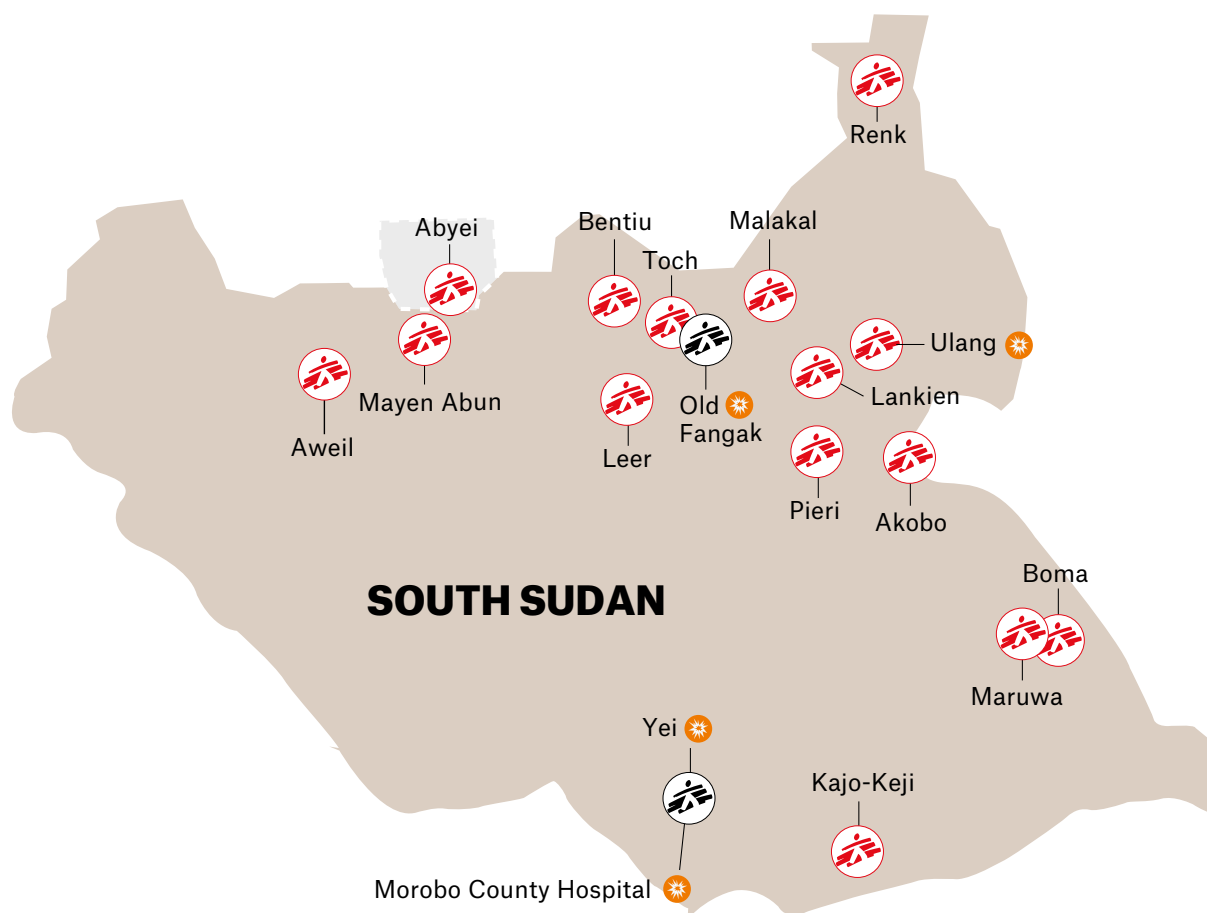 Renk
Abyei
Bentiu
Malakal
Toch
Ulang
Mayen Abun
Lankien
Old
Fangak
Aweil
Leer
Pieri
Akobo
Boma
SOUTH SUDAN
Maruwa
Yei
Kajo-Keji
Morobo County Hospital